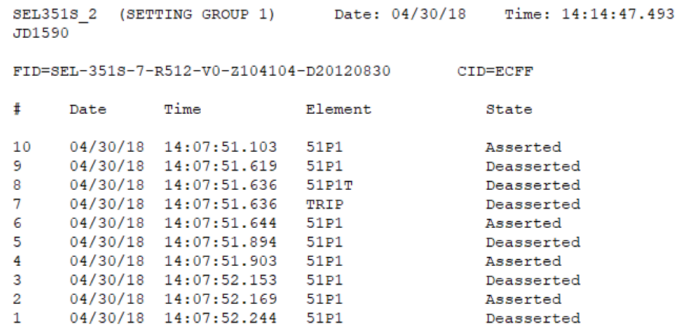 SEL351S_2 (SETTING GROUP 1) Date: 04/30/18 Time: 14:14:47.493
JD1590
FID=SEL-351S-7-R512-V0-Z104104-D20120830 CID=ECFF
# Date Time Element State
10 04/30/18 14:07:51.103 51P1 Asserted
9 04/30/18 14:07:51.619 51P1 Deasserted
8 04/30/18 14:07:51.636 51P1T Deasserted
7 04/30/18 14:07:51.636 TRIP Deasserted
6 04/30/18 14:07:51.644 51P1 Asserted
5 04/30/18 14:07:51.894 51P1 Deasserted
4 04/30/18 14:07:51.903 51P1 Asserted
3 04/30/18 14:07:52.153 51P1 Deasserted
2 04/30/18 14:07:52.169 51P1 Asserted
1 04/30/18 14:07:52.244 51P1 Deasserted